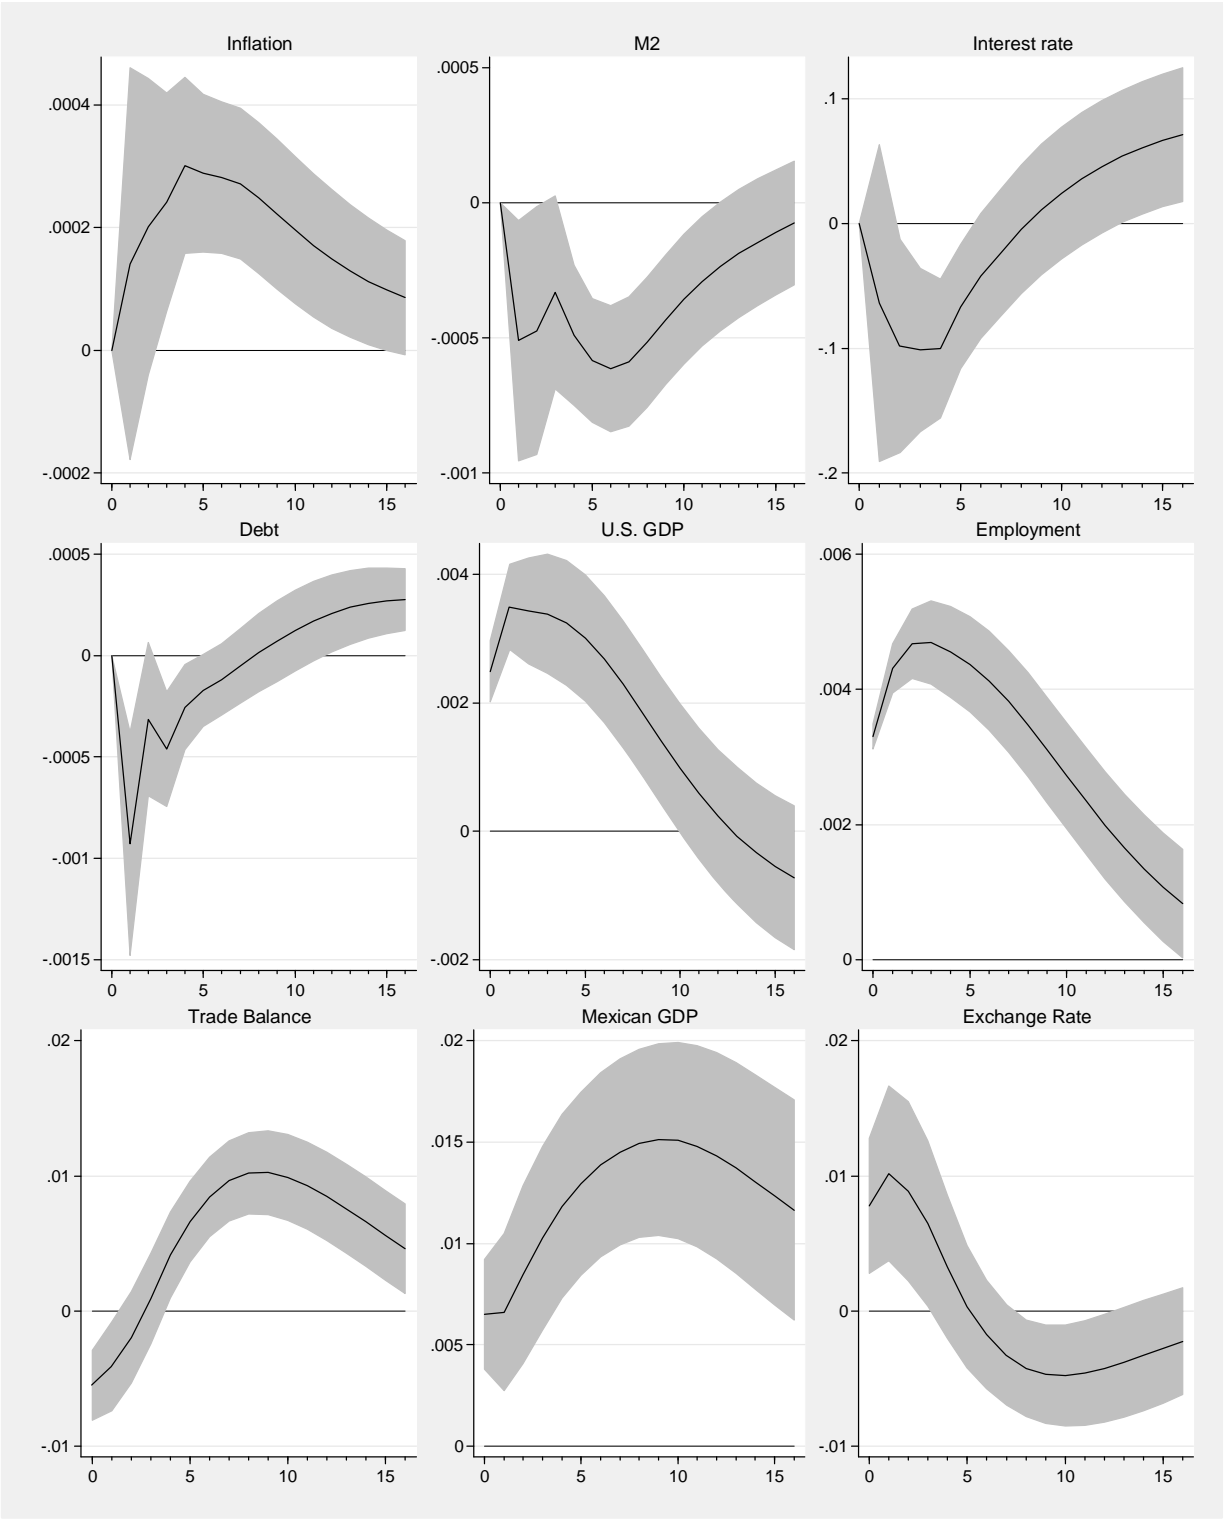 Inflation
M2
Interest rate
.0004
.0002
0
-.0002
0 5 10 15
.0005
0
-.0005
-.001
0 5 10 15
.1
0
-.1
-.2
0 5 10 15
Debt
U.S. GDP
Employment
.0005
0
-.0005
-.001
-.0015
0 5 10 15
.004
.002
0
-.002
0 5 10 15
.006
.004
.002
0
0 5 10 15
Trade Balance
Mexican GDP
Exchange Rate
.02
.01
0
-.01
0 5 10 15
.02
.015
.01
.005
0
0 5 10 15
.02
.01
0
-.01
0 5 10 15